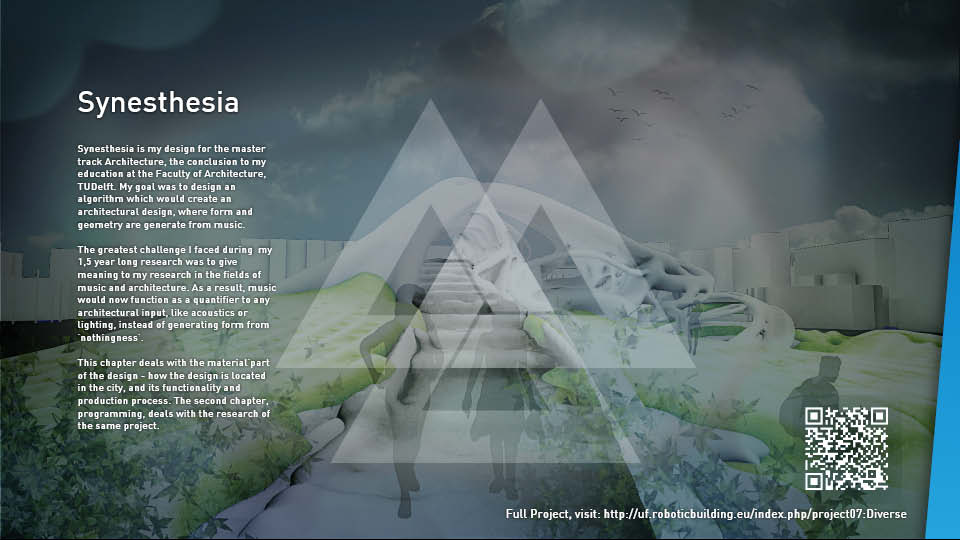 Synesthesia
Synesthesia is my design for the master
track Architecture, the conclusion to my
education at the Faculty of Architecture,
TUDelft. My goal was to design an
algorithm which would create an
architectural design, where form and
geometry are generate from music.
The greatest challenge I faced during my
1,5 year long research was to give
meaning to my research in the fields of
music and architecture. As a result, music
would now function as a quantifier to any
architectural input, like acoustics or
lighting, instead of generating form from
'nothingness'.
This chapter deals with the material part
of the design - how the design is located
in the city, and its functionality and
production process. The second chapter,
programming, deals with the research of
the same project.
Full Project, visit: http://uf.roboticbuilding.eu/index.php/project07:Diverse